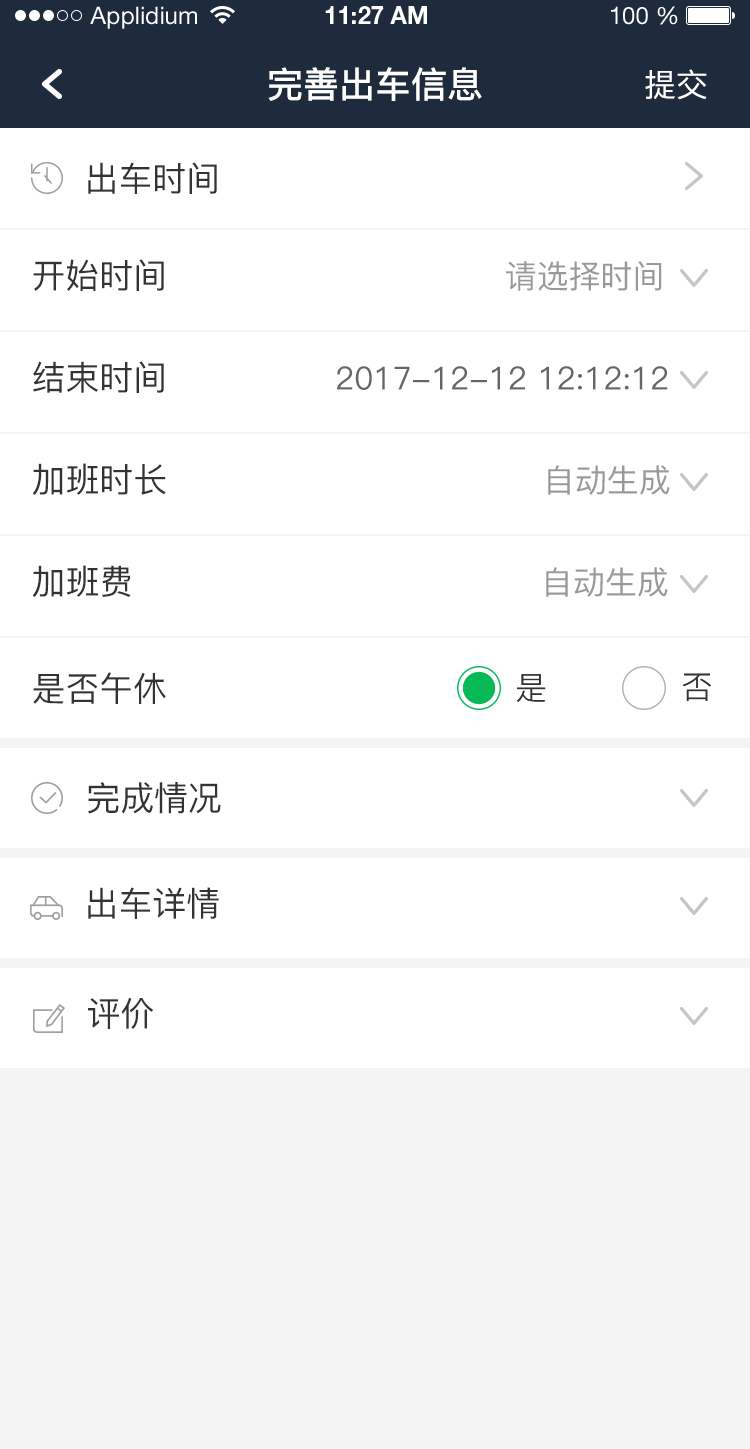 Applidium 11:27 AM 100 %
完善出车信息 提交
出车时间
开始时间 请选择时间
结束时间 2017-12-12 12:12:12
加班时长 自动生成
加班费 自动生成
是否午休 是 否
完成情况
出车详情
评价